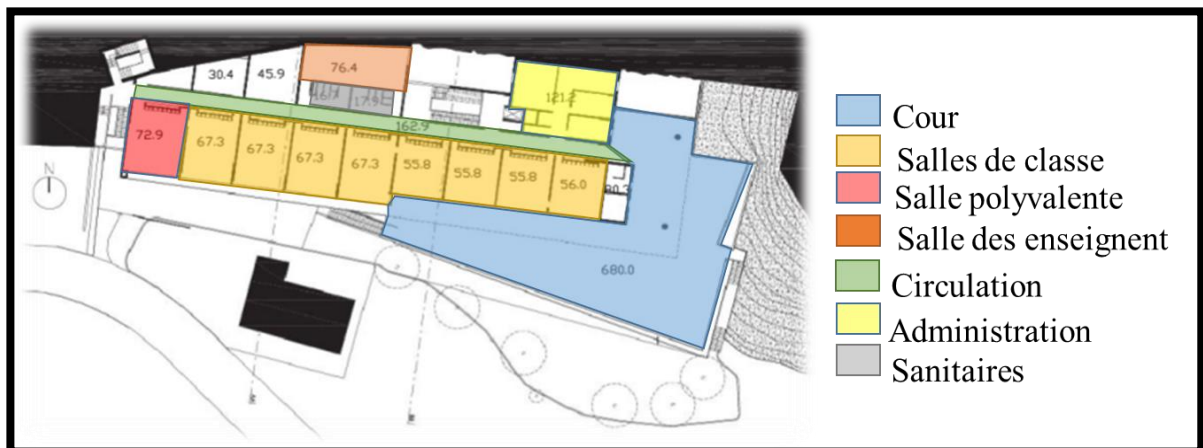 30.4
45.9
76.4
121.2
17.9
162.9
72.9
67.3
67.3
67.3
67.3
55.8
55.8
55.8
56.0
680.0
N
Cour
Salles de classe
Salle polyvalente
Salle des enseignent
Circulation
Administration
Sanitaires